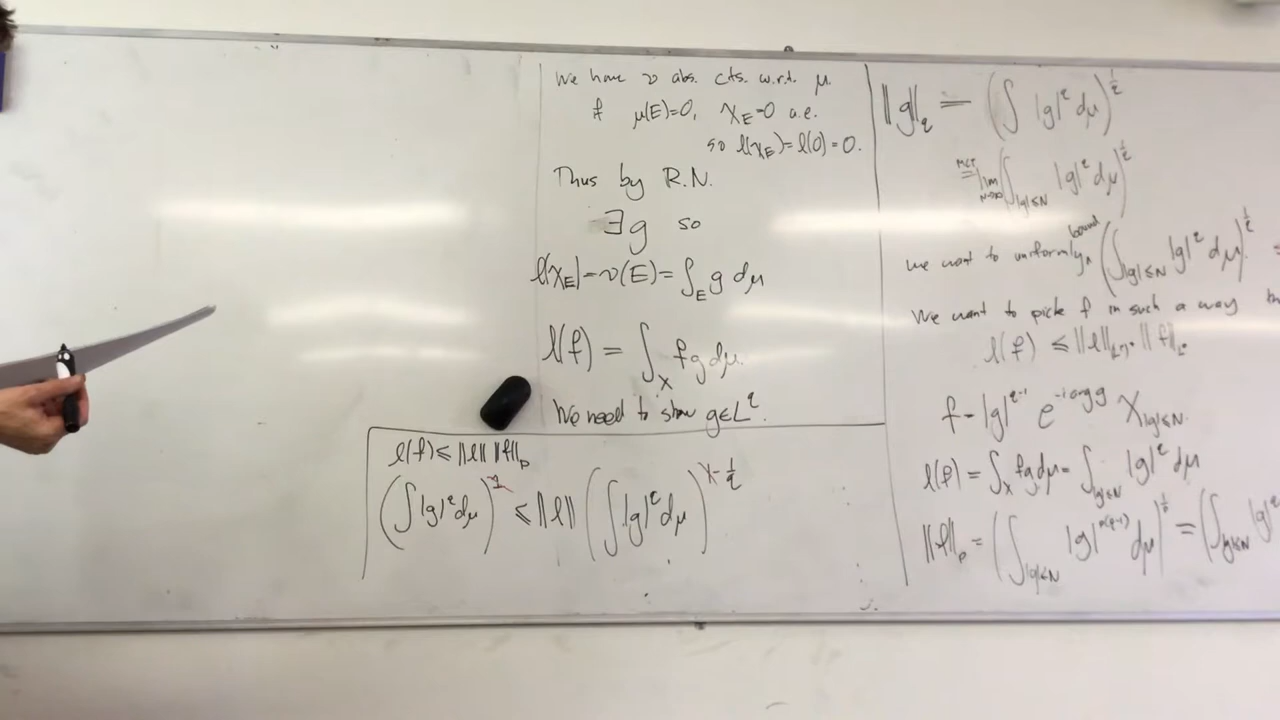 We have ν abs. cts. w.r.t. μ.
if μ(E)=0, χ_E=0 a.e.
so l(χ_E)=l(0)=0.
Thus by R.N.
∃g so
l(χ_E)=ν(E)=∫_E g dμ
l(f) = ∫_X fg dμ.
We need to show g∈L^q.
l(f)≤||l|| ||f||_p
(∫|g|^q dμ)^1 ≤ ||l|| (∫|g|^q dμ)^{1-1/q}
||g||_q = (∫ |g|^q dμ)^{1/q}
MCT = lim_{N→∞} (∫_{|g|≤N} |g|^q dμ)^{1/q}
We want to uniformly bound (∫_{|g|≤N} |g|^q dμ)^{1/q}.
We want to pick f in such a way
l(f) ≤ ||l|| ||f||
f = |g|^{q-1} e^{-i arg g} χ_{|g|≤N}.
l(f) = ∫_X fg dμ = ∫_{|g|≤N} |g|^q dμ
||f||_p = (∫_{|g|≤N} |g|^{p(q-1)} dμ)^{1/p} = (∫_{|g|≤N} |g|^q